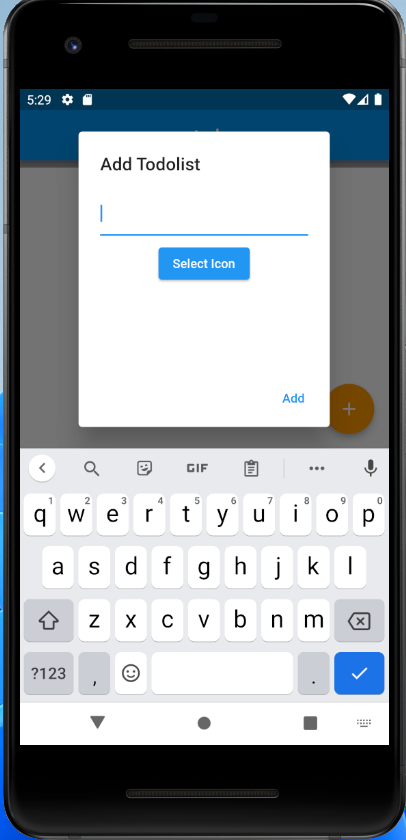 5:29
Add Todolist
Select Icon
Add
GIF
1 2 3 4 5 6 7 8 9 0
q w e r t y u i o p
a s d f g h j k l
z x c v b n m
?123 , .